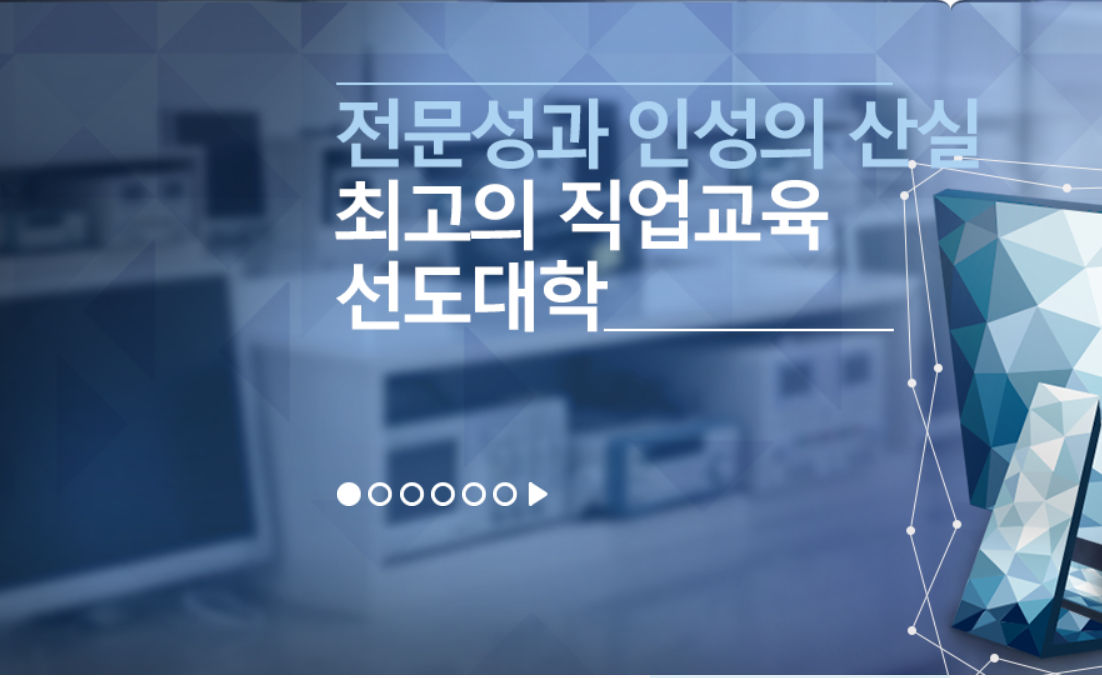 전문성과 인성의 산실
최고의 직업교육
선도대학